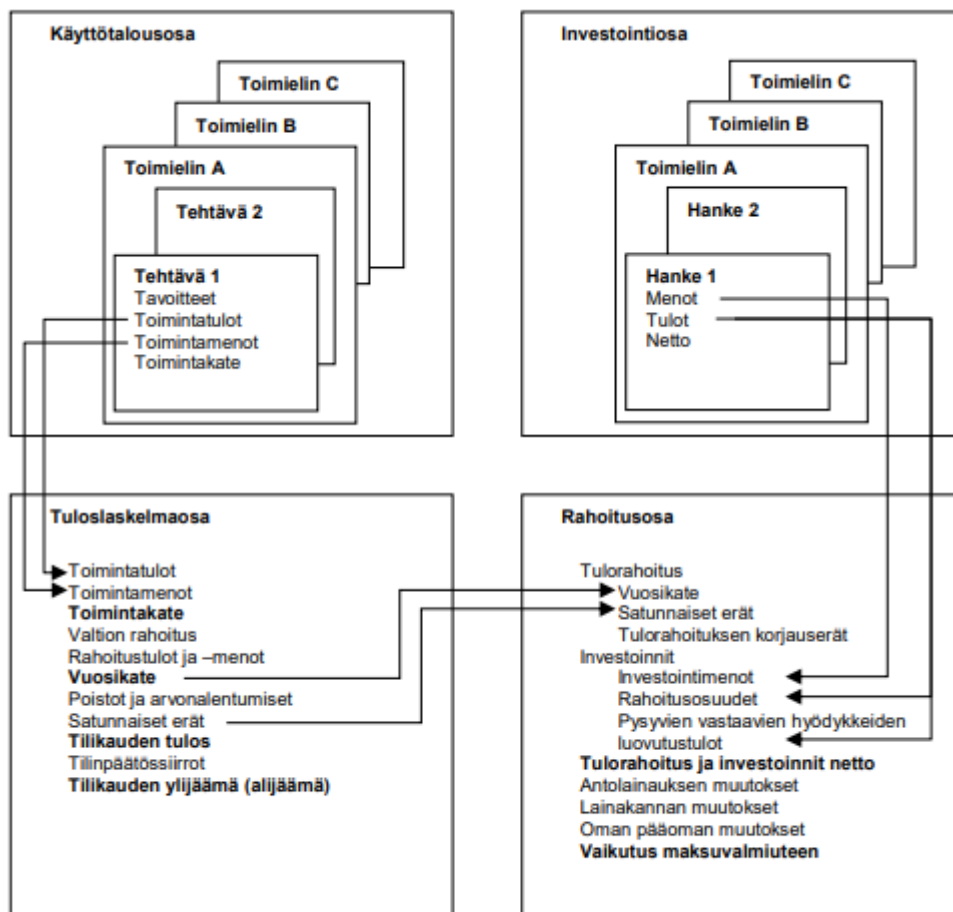 Käyttötalousosa
Toimielin C
Toimielin B
Toimielin A
Tehtävä 2
Tehtävä 1
Tavoitteet
Toimintatulot
Toimintamenot
Toimintakate
Investointiosa
Toimielin C
Toimielin B
Toimielin A
Hanke 2
Hanke 1
Menot
Tulot
Netto
Tuloslaskelmaosa
Toimintatulot
Toimintamenot
Toimintakate
Valtion rahoitus
Rahoitustulot ja –menot
Vuosikate
Poistot ja arvonalentumiset
Satunnaiset erät
Tilikauden tulos
Tilinpäätössiirrot
Tilikauden ylijäämä (alijäämä)
Rahoitusosa
Tulorahoitus
Vuosikate
Satunnaiset erät
Tulorahoituksen korjauserät
Investoinnit
Investointimenot
Rahoitusosuudet
Pysyvien vastaavien hyödykkeiden
luovutustulot
Tulorahoitus ja investoinnit netto
Antolainauksen muutokset
Lainakannan muutokset
Oman pääoman muutokset
Vaikutus maksuvalmiuteen